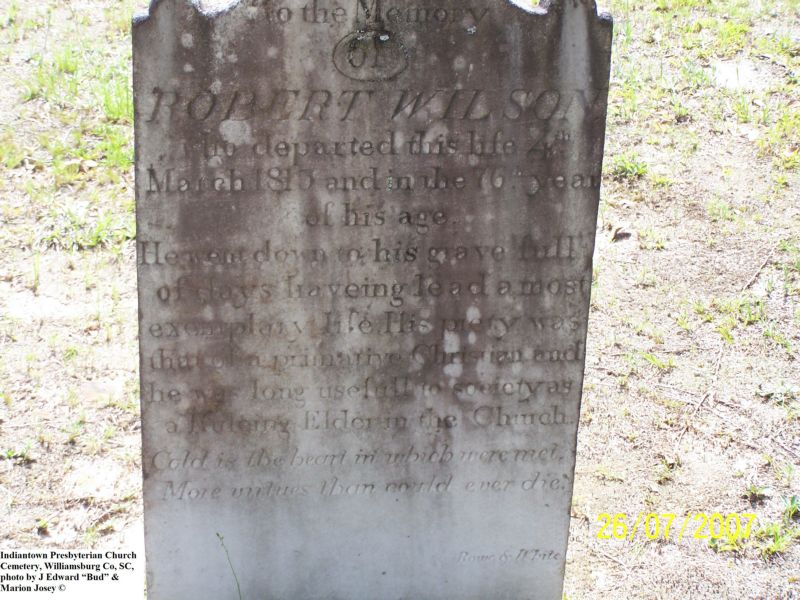 To the Memory
OF
ROBERT WILSON
who departed this life 4th
March 1815 and in the 76th year
of his age.
He went down to his grave full
of days haveing lead a most
exemplary life. His piety was
that of a primative Christian and
he was long usefull to society as
a Ruleing Elder in the Church.
Cold is the heart in which were met,
More virtues than could ever die.
Rowe & White
26/07/2007
Indiantown Presbyterian Church
Cemetery, Williamsburg Co, SC,
photo by J Edward “Bud” &
Marion Josey ©